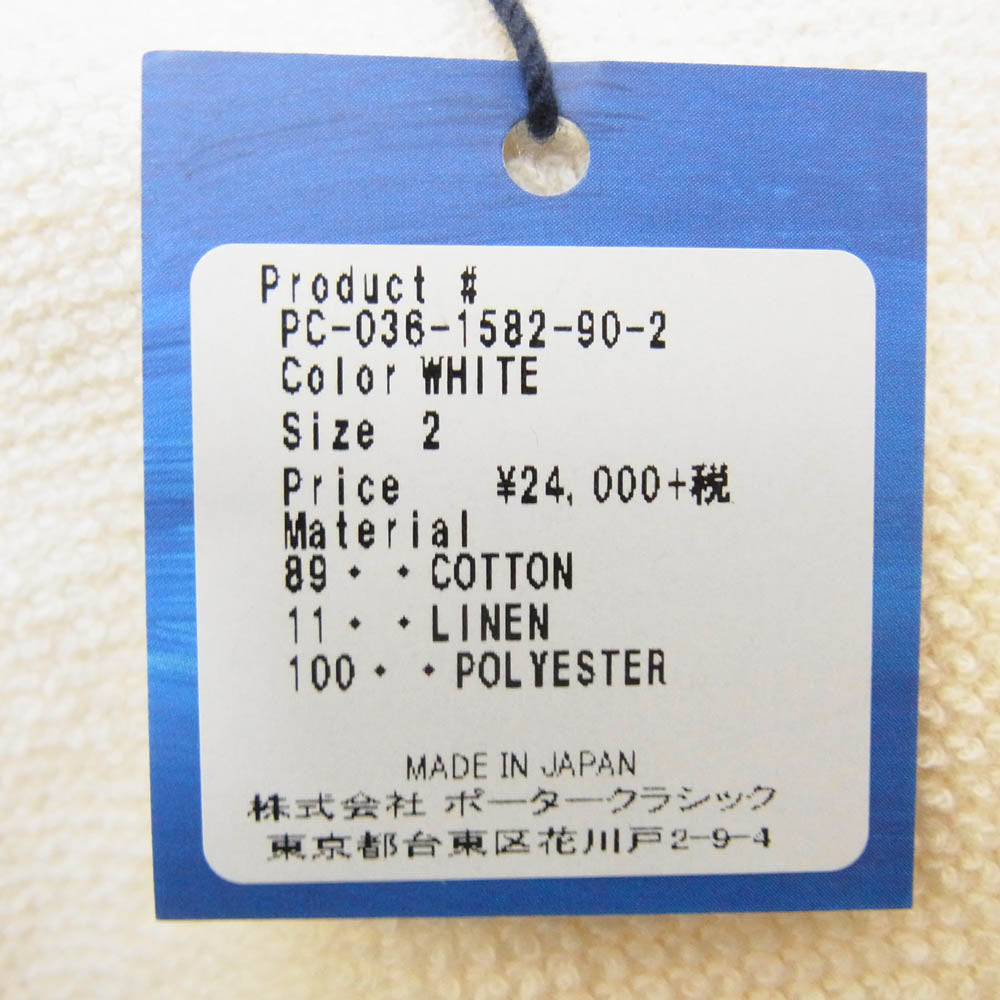 Product #
PC-036-1582-90-2
Color WHITE
Size 2
Price ¥24,000+税
Material
89・・COTTON
11・・LINEN
100・・POLYESTER
MADE IN JAPAN
株式会社 ポータークラシック
東京都台東区花川戸2-9-4